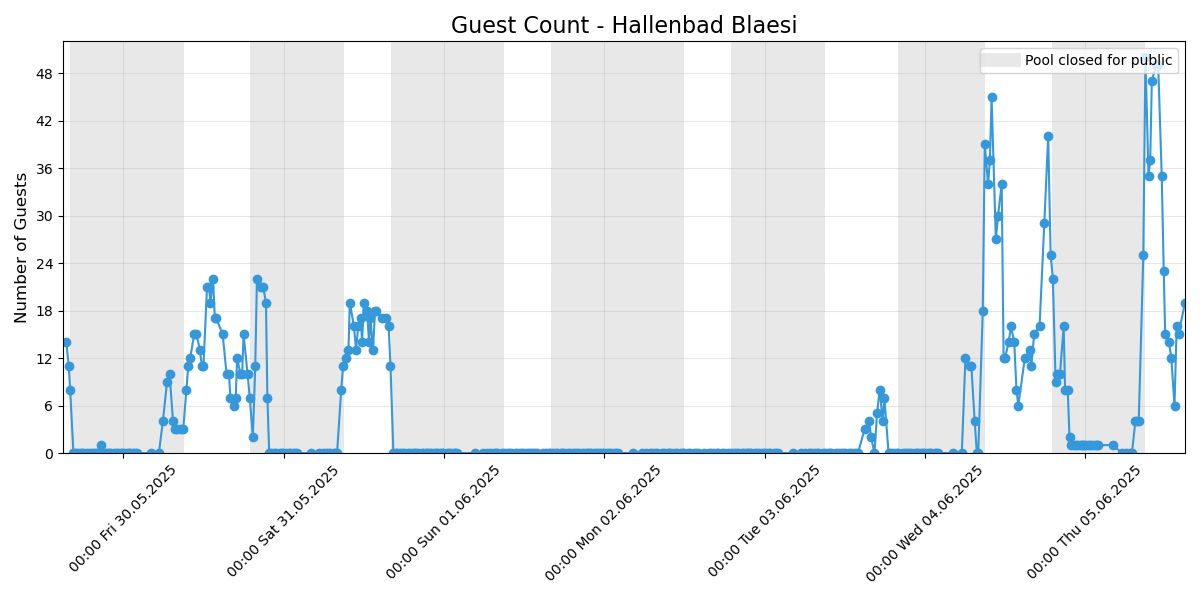 Guest Count - Hallenbad Blaesi
Pool closed for public
Number of Guests
48
42
36
30
24
18
12
6
0
00:00 Fri 30.05.2025
00:00 Sat 31.05.2025
00:00 Sun 01.06.2025
00:00 Mon 02.06.2025
00:00 Tue 03.06.2025
00:00 Wed 04.06.2025
00:00 Thu 05.06.2025